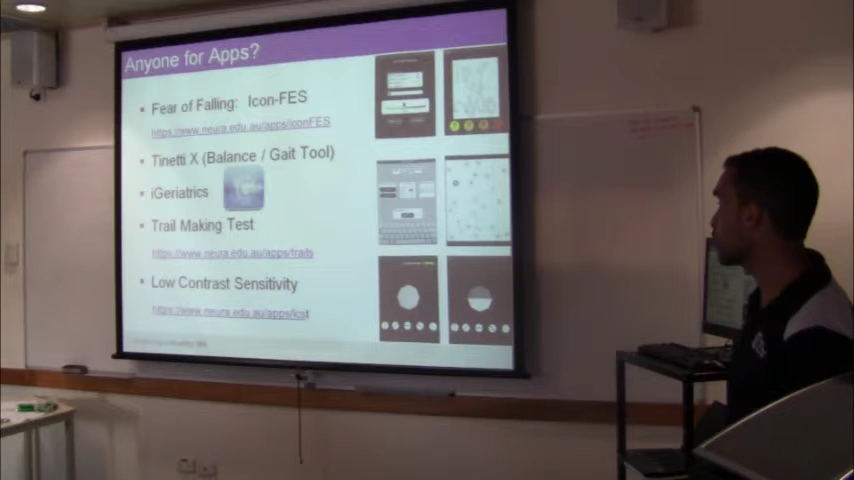 Anyone for Apps?
Fear of Falling: Icon-FES
https://www.neura.edu.au/apps/iconFES
Tinetti X (Balance / Gait Tool)
iGeriatrics
Trail Making Test
https://www.neura.edu.au/apps/trails
Low Contrast Sensitivity
https://www.neura.edu.au/apps/lcst